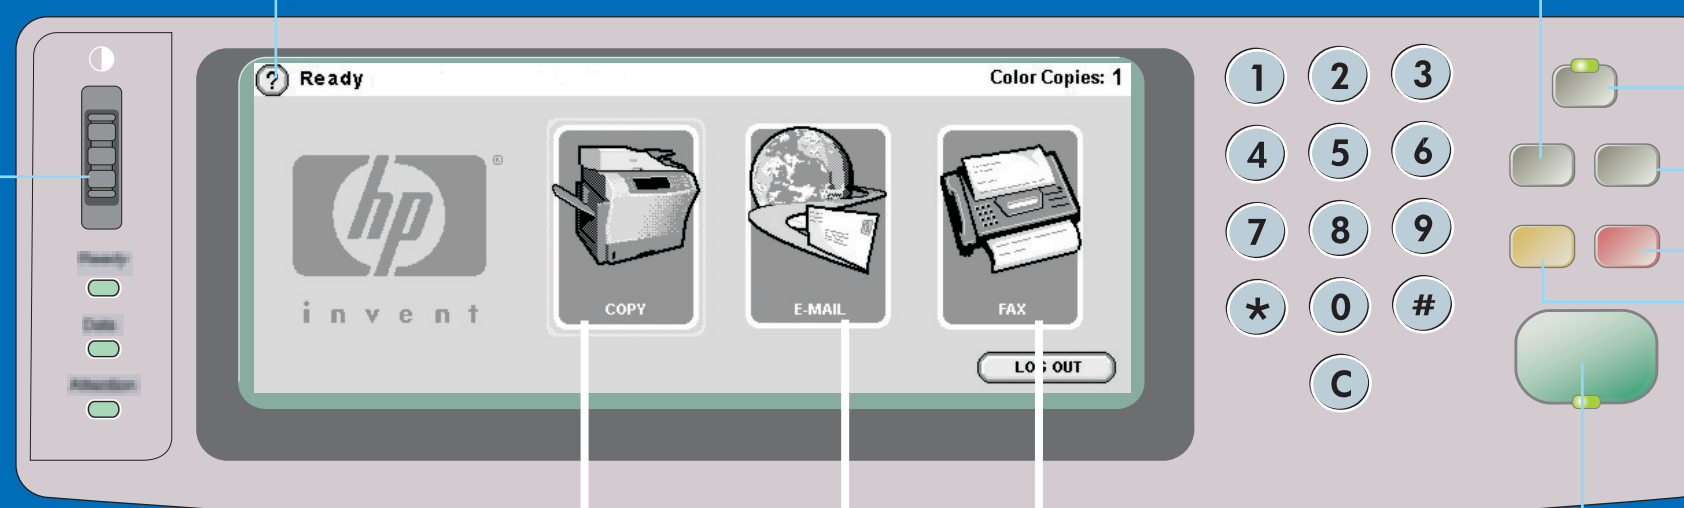 ? Ready
Color Copies: 1
hp
®
invent
COPY
E-MAIL
FAX
LOG OUT
1 2 3
4 5 6
7 8 9
* 0 #
C